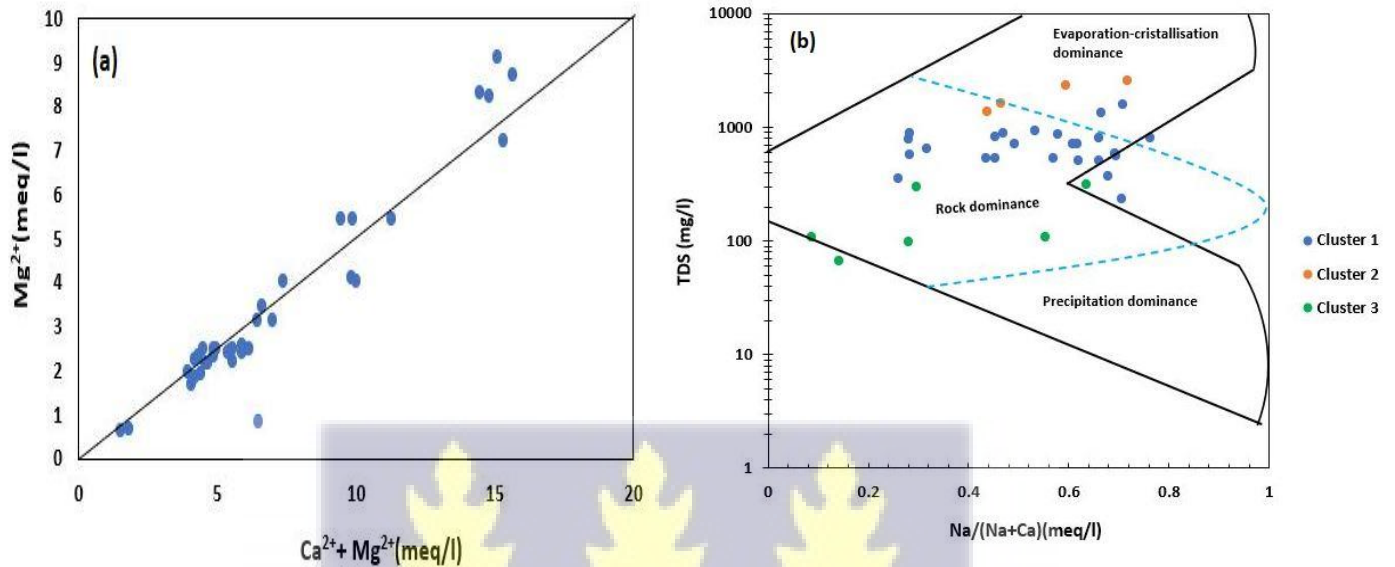 (a)
Mg²⁺(meq/l)
10
9
8
7
6
5
4
3
2
1
0
0 5 10 15 20
Ca²⁺+ Mg²⁺(meq/l)
(b)
TDS (mg/l)
10000
1000
100
10
1
Evaporation-cristallisation
dominance
Rock dominance
Precipitation dominance
0 0.2 0.4 0.6 0.8 1
Na/(Na+Ca)(meq/l)
Cluster 1
Cluster 2
Cluster 3